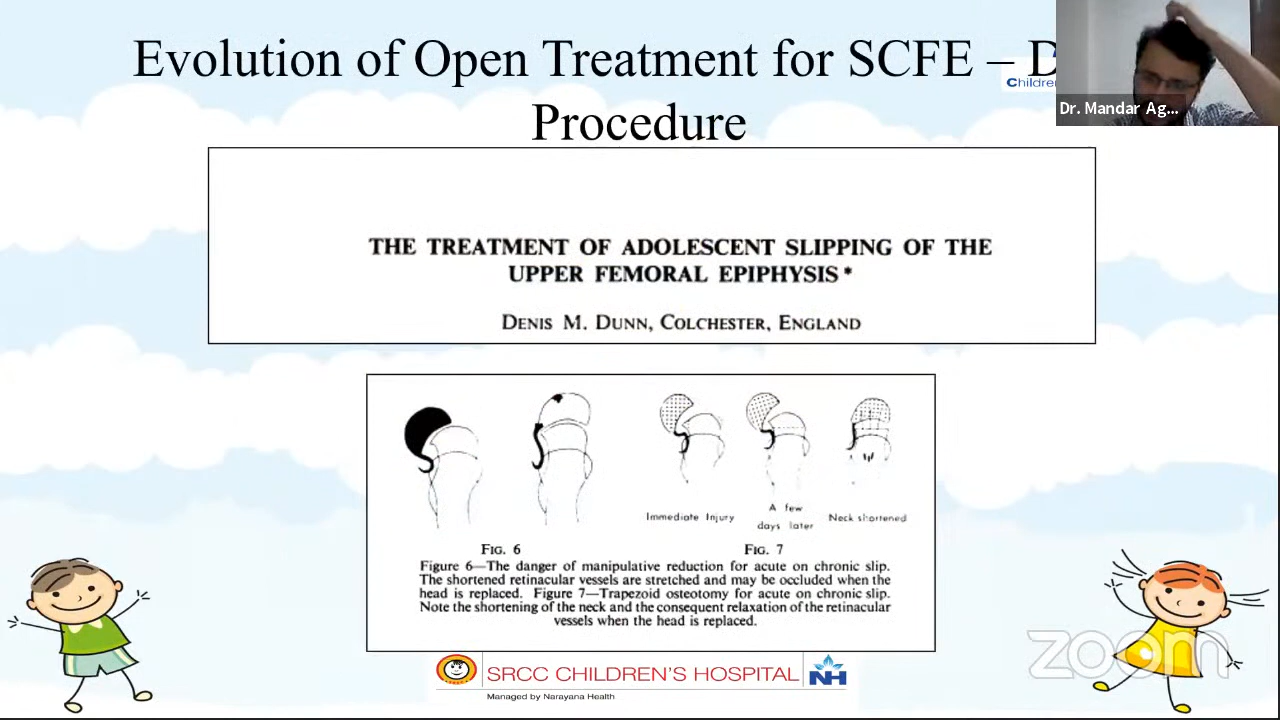 Evolution of Open Treatment for SCFE – D
Children
Dr. Mandar Ag...
Procedure
THE TREATMENT OF ADOLESCENT SLIPPING OF THE
UPPER FEMORAL EPIPHYSIS*
DENIS M. DUNN, COLCHESTER, ENGLAND
Immediate Injury
A few
days later
Neck shortened
FIG. 6
FIG. 7
Figure 6—The danger of manipulative reduction for acute on chronic slip.
The shortened retinacular vessels are stretched and may be occluded when the
head is replaced. Figure 7—Trapezoid osteotomy for acute on chronic slip.
Note the shortening of the neck and the consequent relaxation of the retinacular
vessels when the head is replaced.
zoom
SRCC CHILDREN'S HOSPITAL
NH
Managed by Narayana Health